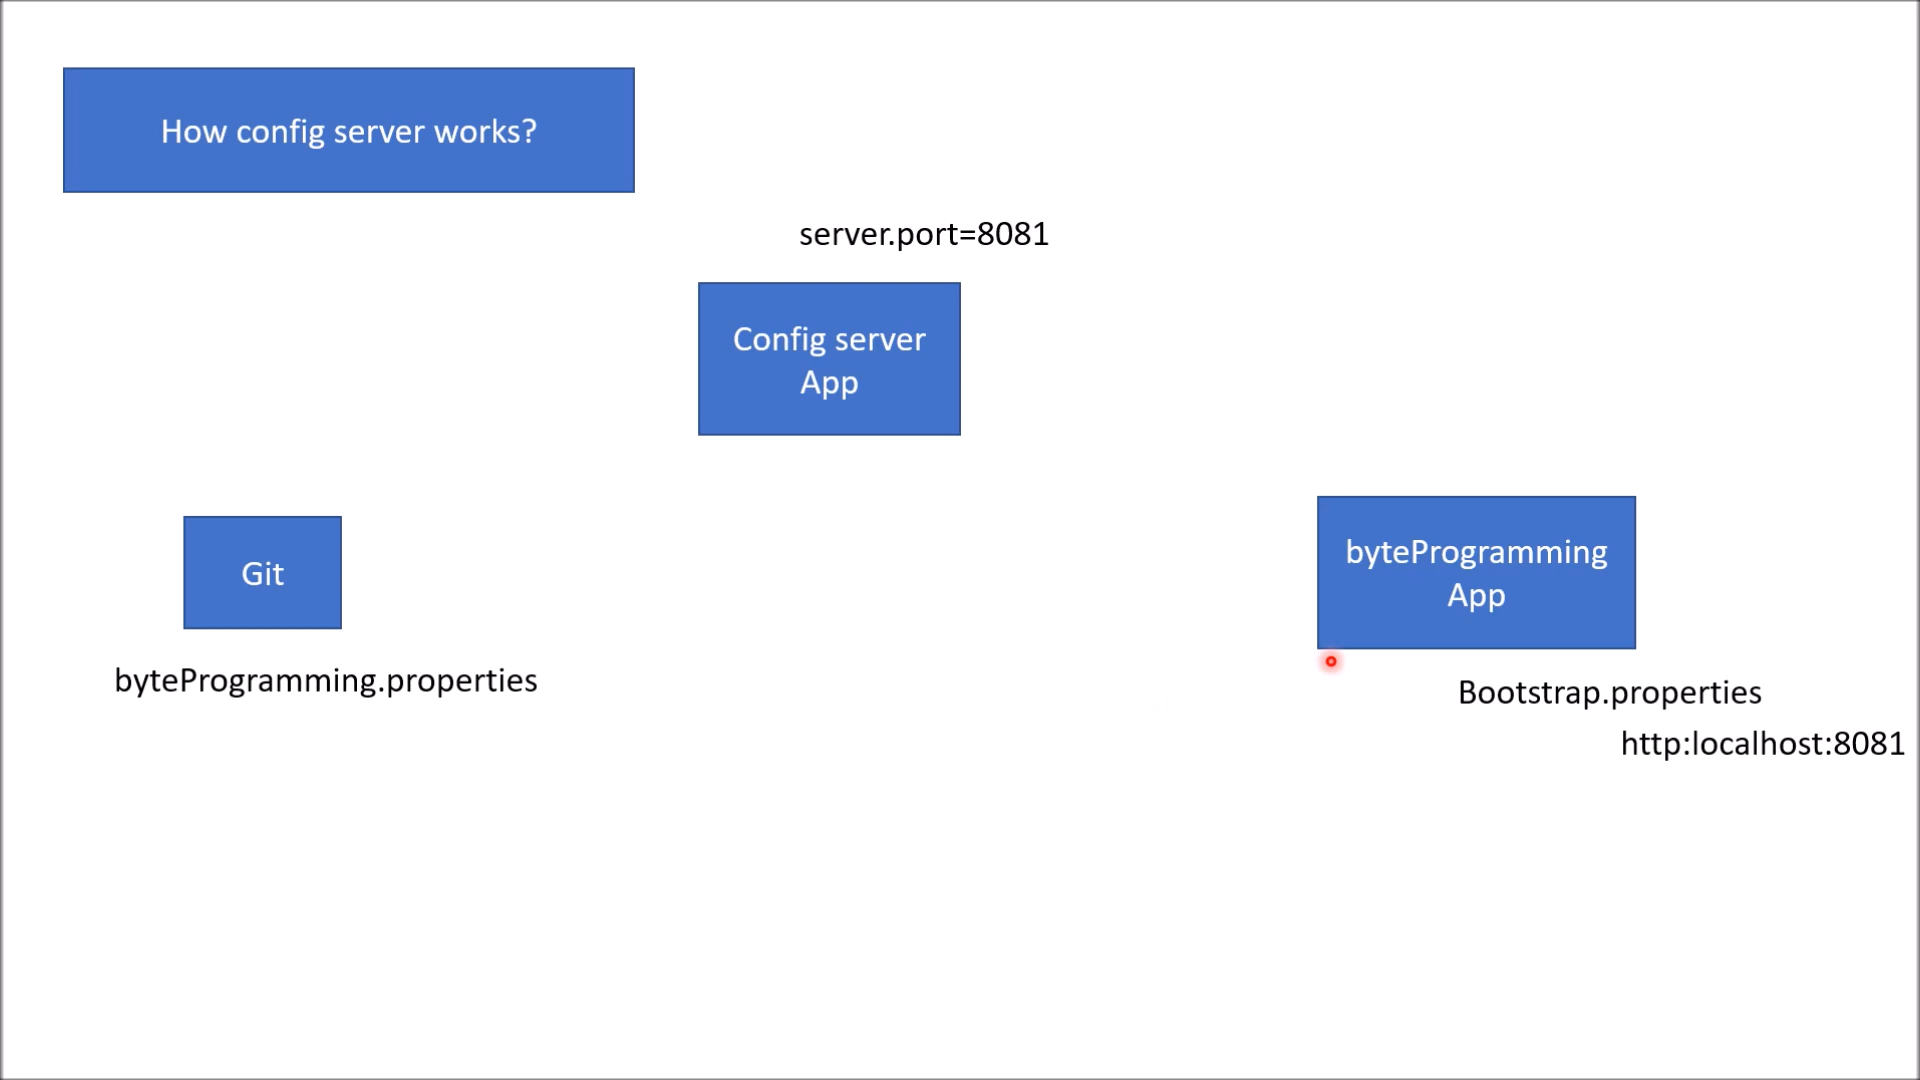 How config server works?
server.port=8081
Config server
App
Git
byteProgramming.properties
byteProgramming
App
Bootstrap.properties
http:localhost:8081